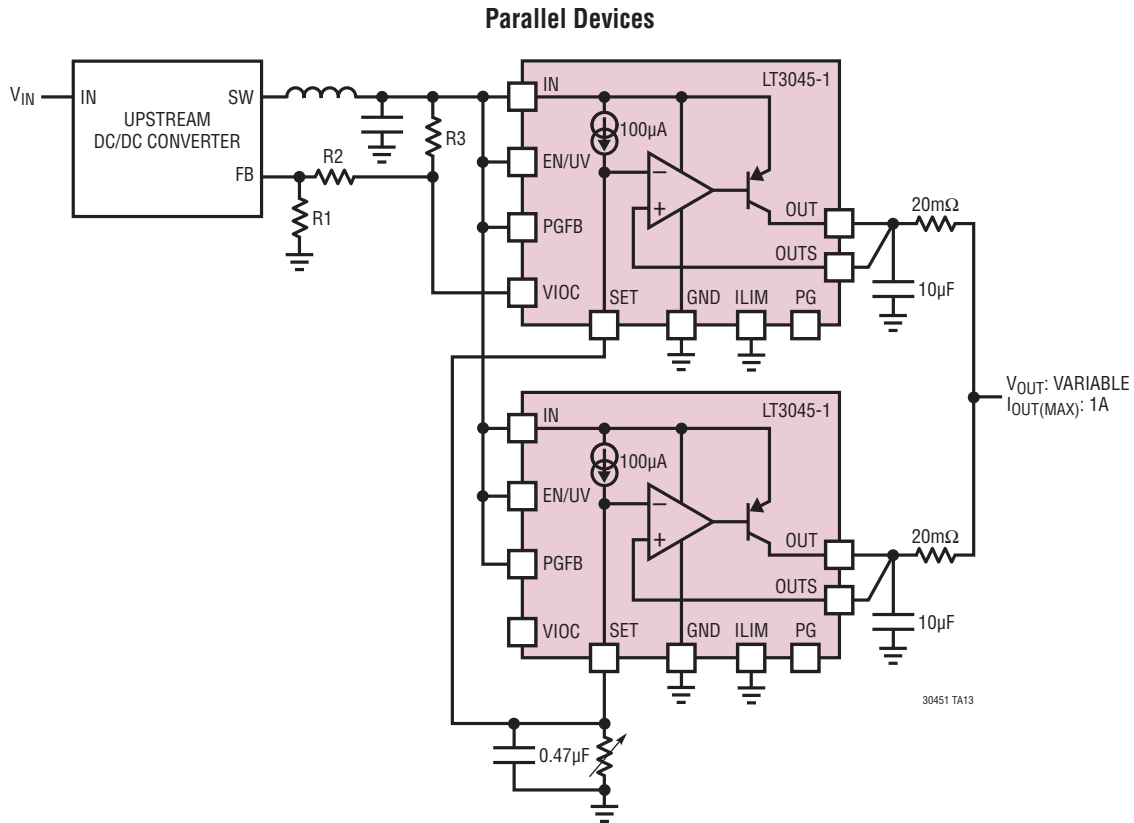 Parallel Devices
V_IN
IN
UPSTREAM
DC/DC CONVERTER
SW
FB
R2
R1
R3
LT3045-1
IN
100µA
EN/UV
PGFB
VIOC
–
+
OUT
OUTS
SET
GND
ILIM
PG
20mΩ
10µF
V_OUT: VARIABLE
I_OUT(MAX): 1A
LT3045-1
IN
100µA
EN/UV
PGFB
VIOC
–
+
OUT
OUTS
SET
GND
ILIM
PG
20mΩ
10µF
0.47µF
30451 TA13